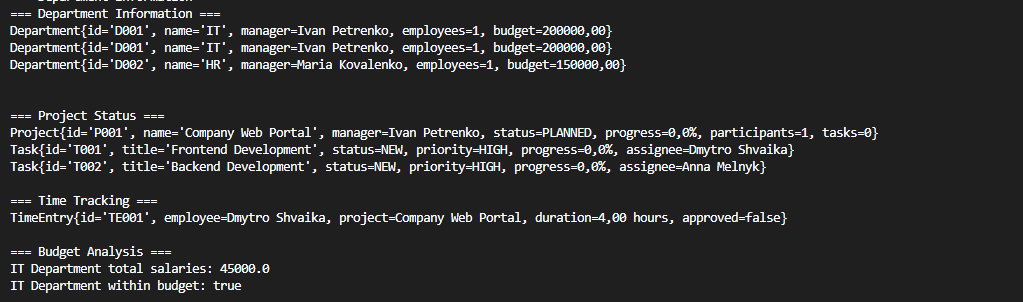 === Department Information ===
Department{id='D001', name='IT', manager=Ivan Petrenko, employees=1, budget=200000,00}
Department{id='D001', name='IT', manager=Ivan Petrenko, employees=1, budget=200000,00}
Department{id='D002', name='HR', manager=Maria Kovalenko, employees=1, budget=150000,00}
=== Project Status ===
Project{id='P001', name='Company Web Portal', manager=Ivan Petrenko, status=PLANNED, progress=0,0%, participants=1, tasks=0}
Task{id='T001', title='Frontend Development', status=NEW, priority=HIGH, progress=0,0%, assignee=Dmytro Shvaika}
Task{id='T002', title='Backend Development', status=NEW, priority=HIGH, progress=0,0%, assignee=Anna Melnyk}
=== Time Tracking ===
TimeEntry{id='TE001', employee=Dmytro Shvaika, project=Company Web Portal, duration=4,00 hours, approved=false}
=== Budget Analysis ===
IT Department total salaries: 45000.0
IT Department within budget: true